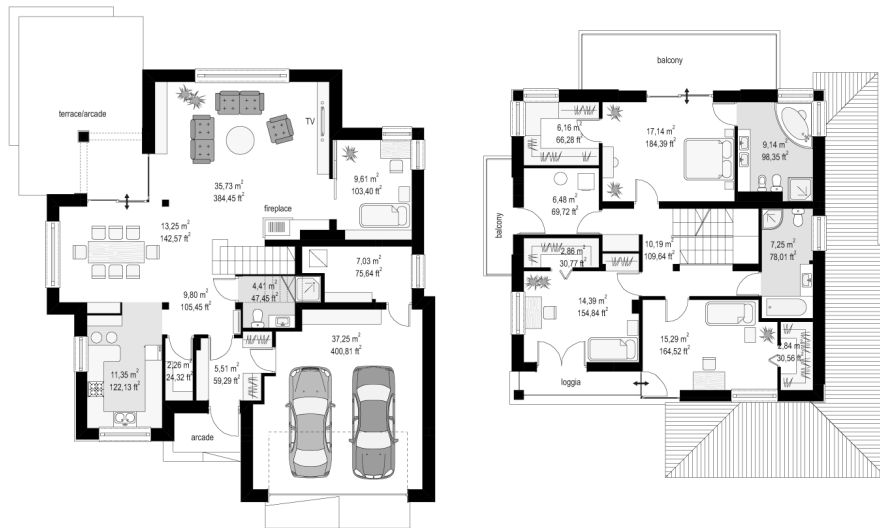 terrace/arcade
TV
35,73 m²
384,45 ft²
9,61 m²
103,40 ft²
fireplace
13,25 m²
142,57 ft²
7,03 m²
75,64 ft²
9,80 m²
105,45 ft²
4,41 m²
47,45 ft²
37,25 m²
400,81 ft²
11,35 m²
122,13 ft²
2,26 m²
24,32 ft²
5,51 m²
59,29 ft²
arcade
balcony
6,16 m²
66,28 ft²
17,14 m²
184,39 ft²
9,14 m²
98,35 ft²
balcony
6,48 m²
69,72 ft²
10,19 m²
109,64 ft²
7,25 m²
78,01 ft²
2,86 m²
30,77 ft²
14,39 m²
154,84 ft²
15,29 m²
164,52 ft²
2,84 m²
30,56 ft²
loggia